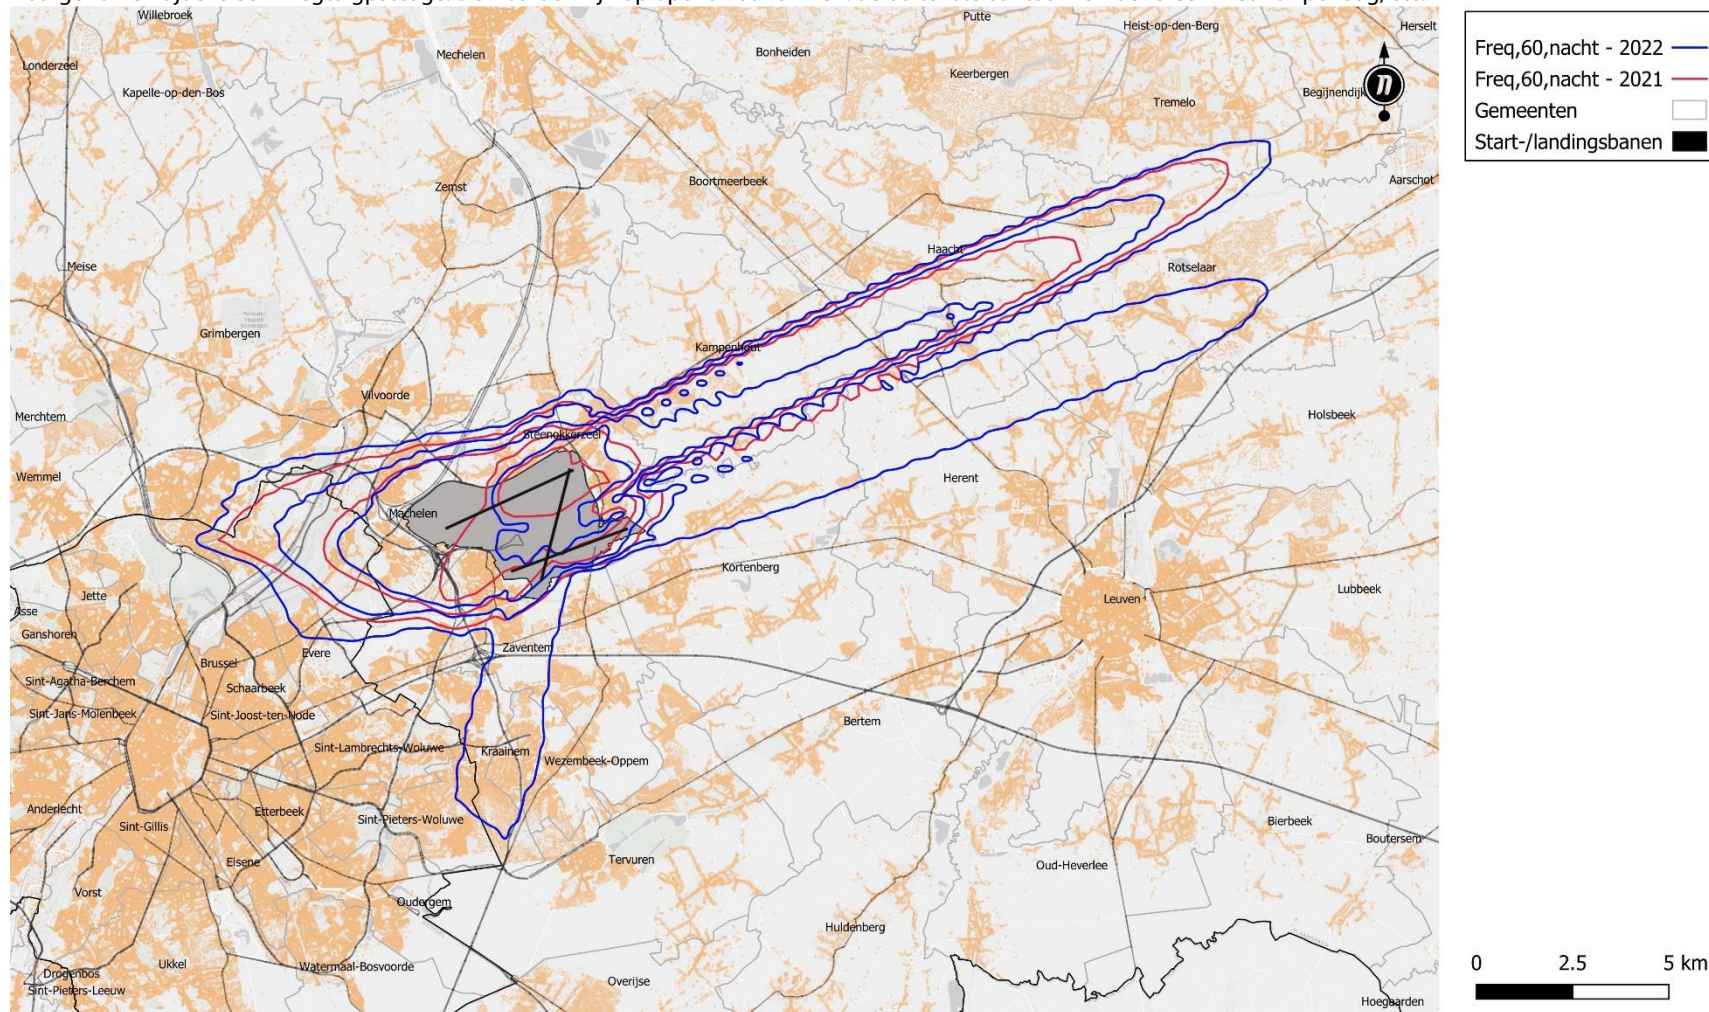 Willebroek
Putte
Heist-op-den-Berg
Herselt
Londerzeel
Mechelen
Bonheiden
Keerbergen
Kapelle-op-den-Bos
Tremelo
Begijnendijk
Zemst
Boortmeerbeek
Aarschot
Haacht
Meise
Rotselaar
Grimbergen
Kampenhout
Vilvoorde
Merchtem
Holsbeek
Steenokkerzeel
Wemmel
Herent
Machelen
Kortenberg
Lubbeek
Jette
Leuven
Asse
Ganshoren
Zaventem
Evere
Brussel
Sint-Agatha-Berchem
Schaarbeek
Sint-Jans-Molenbeek
Sint-Joost-ten-Node
Bertem
Sint-Lambrechts-Woluwe
Kraainem
Wezembeek-Oppem
Anderlecht
Etterbeek
Sint-Pieters-Woluwe
Sint-Gillis
Bierbeek
Boutersem
Elsene
Tervuren
Oud-Heverlee
Vorst
Oudergem
Huldenberg
Ukkel
Watermaal-Bosvoorde
Drogenbos
Overijse
Sint-Pieters-Leeuw
Hoegaarden
Freq,60,nacht - 2022
Freq,60,nacht - 2021
Gemeenten
Start-/landingsbanen
0 2.5 5 km